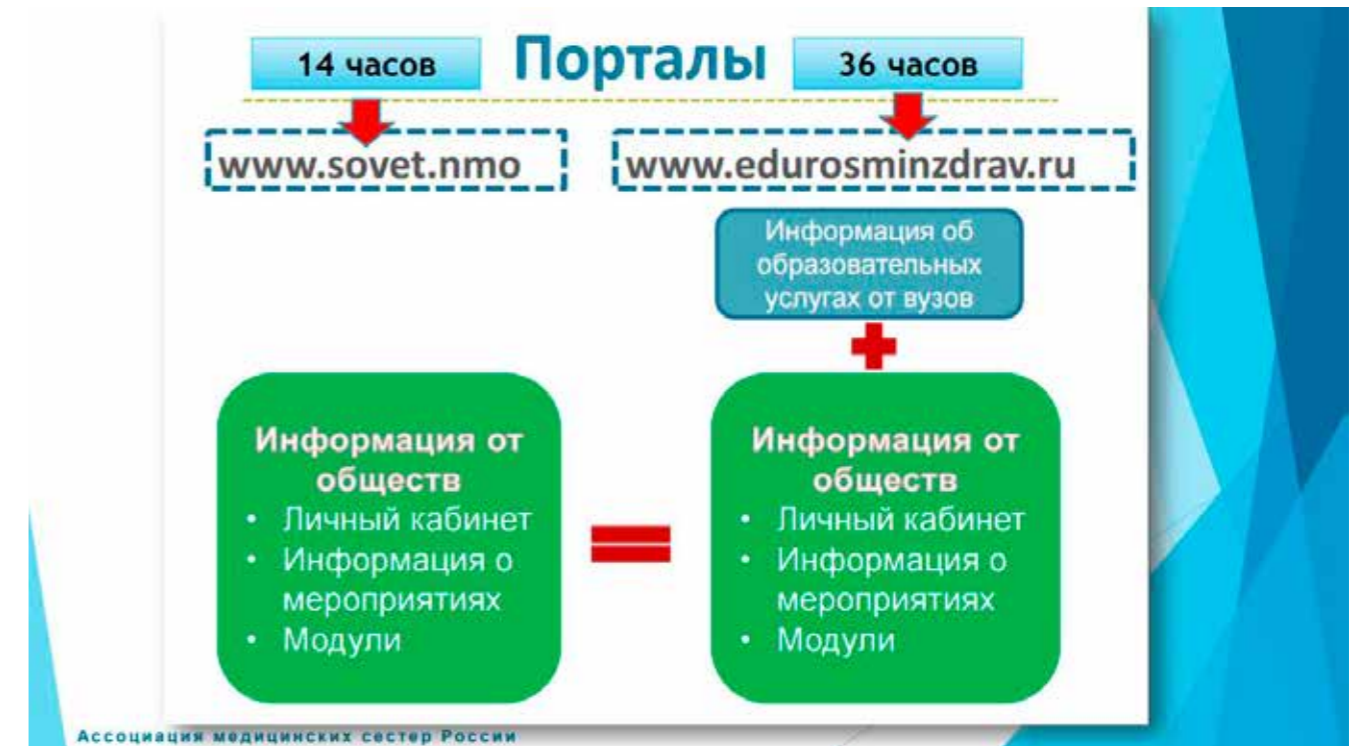 14 часов
Порталы
36 часов
www.sovet.nmo
www.edurosminzdrav.ru
Информация об
образовательных
услугах от вузов
Информация от
обществ
• Личный кабинет
• Информация о
мероприятиях
• Модули
Информация от
обществ
• Личный кабинет
• Информация о
мероприятиях
• Модули
Ассоциация медицинских сестер России